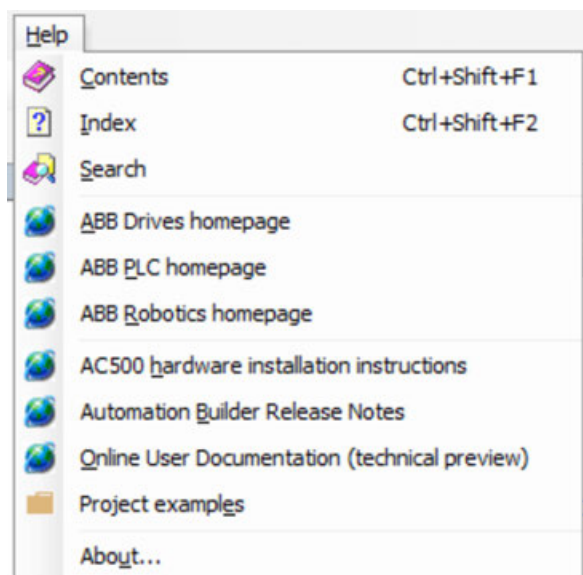 Help
Contents Ctrl+Shift+F1
Index Ctrl+Shift+F2
Search
ABB Drives homepage
ABB PLC homepage
ABB Robotics homepage
AC500 hardware installation instructions
Automation Builder Release Notes
Online User Documentation (technical preview)
Project examples
About...